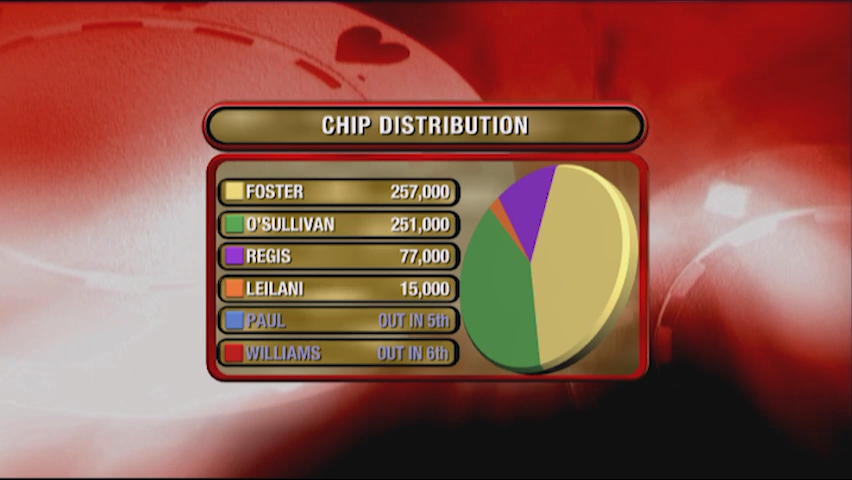 CHIP DISTRIBUTION
FOSTER 257,000
O'SULLIVAN 251,000
REGIS 77,000
LEILANI 15,000
PAUL OUT IN 5th
WILLIAMS OUT IN 6th